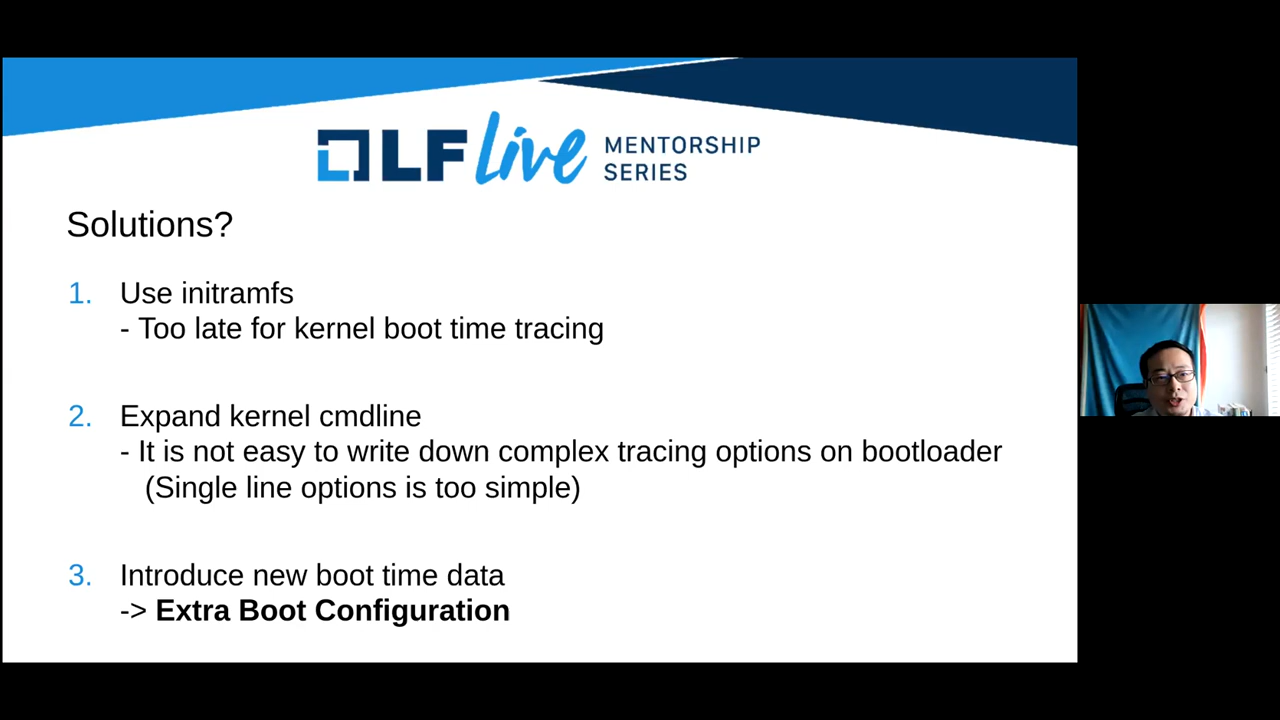 LF Live MENTORSHIP
SERIES
Solutions?
1. Use initramfs
- Too late for kernel boot time tracing
2. Expand kernel cmdline
- It is not easy to write down complex tracing options on bootloader
(Single line options is too simple)
3. Introduce new boot time data
-> Extra Boot Configuration